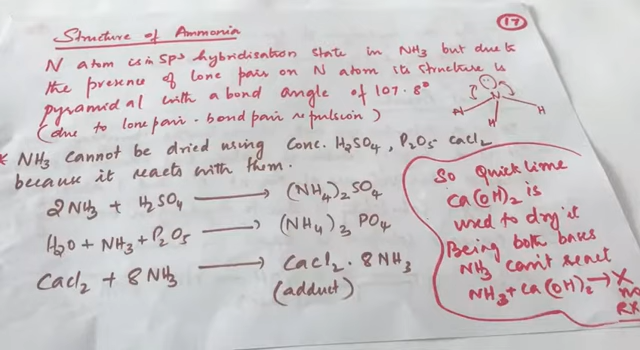 17
Structure of Ammonia
N atom is in sp3 hybridisation state in NH3 but due to
the presence of lone pair on N atom its structure is
pyramidal with a bond angle of 107.8°
(due to lone pair - bond pair repulsion)
N
H
H
* NH3 cannot be dried using Conc. H2SO4, P2O5 CaCl2
because it reacts with them.
2NH3 + H2SO4 → (NH4)2SO4
H2O + NH3 + P2O5 → (NH4)3 PO4
CaCl2 + 8NH3 → CaCl2 . 8NH3
(adduct)
So Quick lime
Ca(OH)2 is
used to dry it
Being both bases
NH3 can't react
NH3 + Ca(OH)2 → X
no
RX